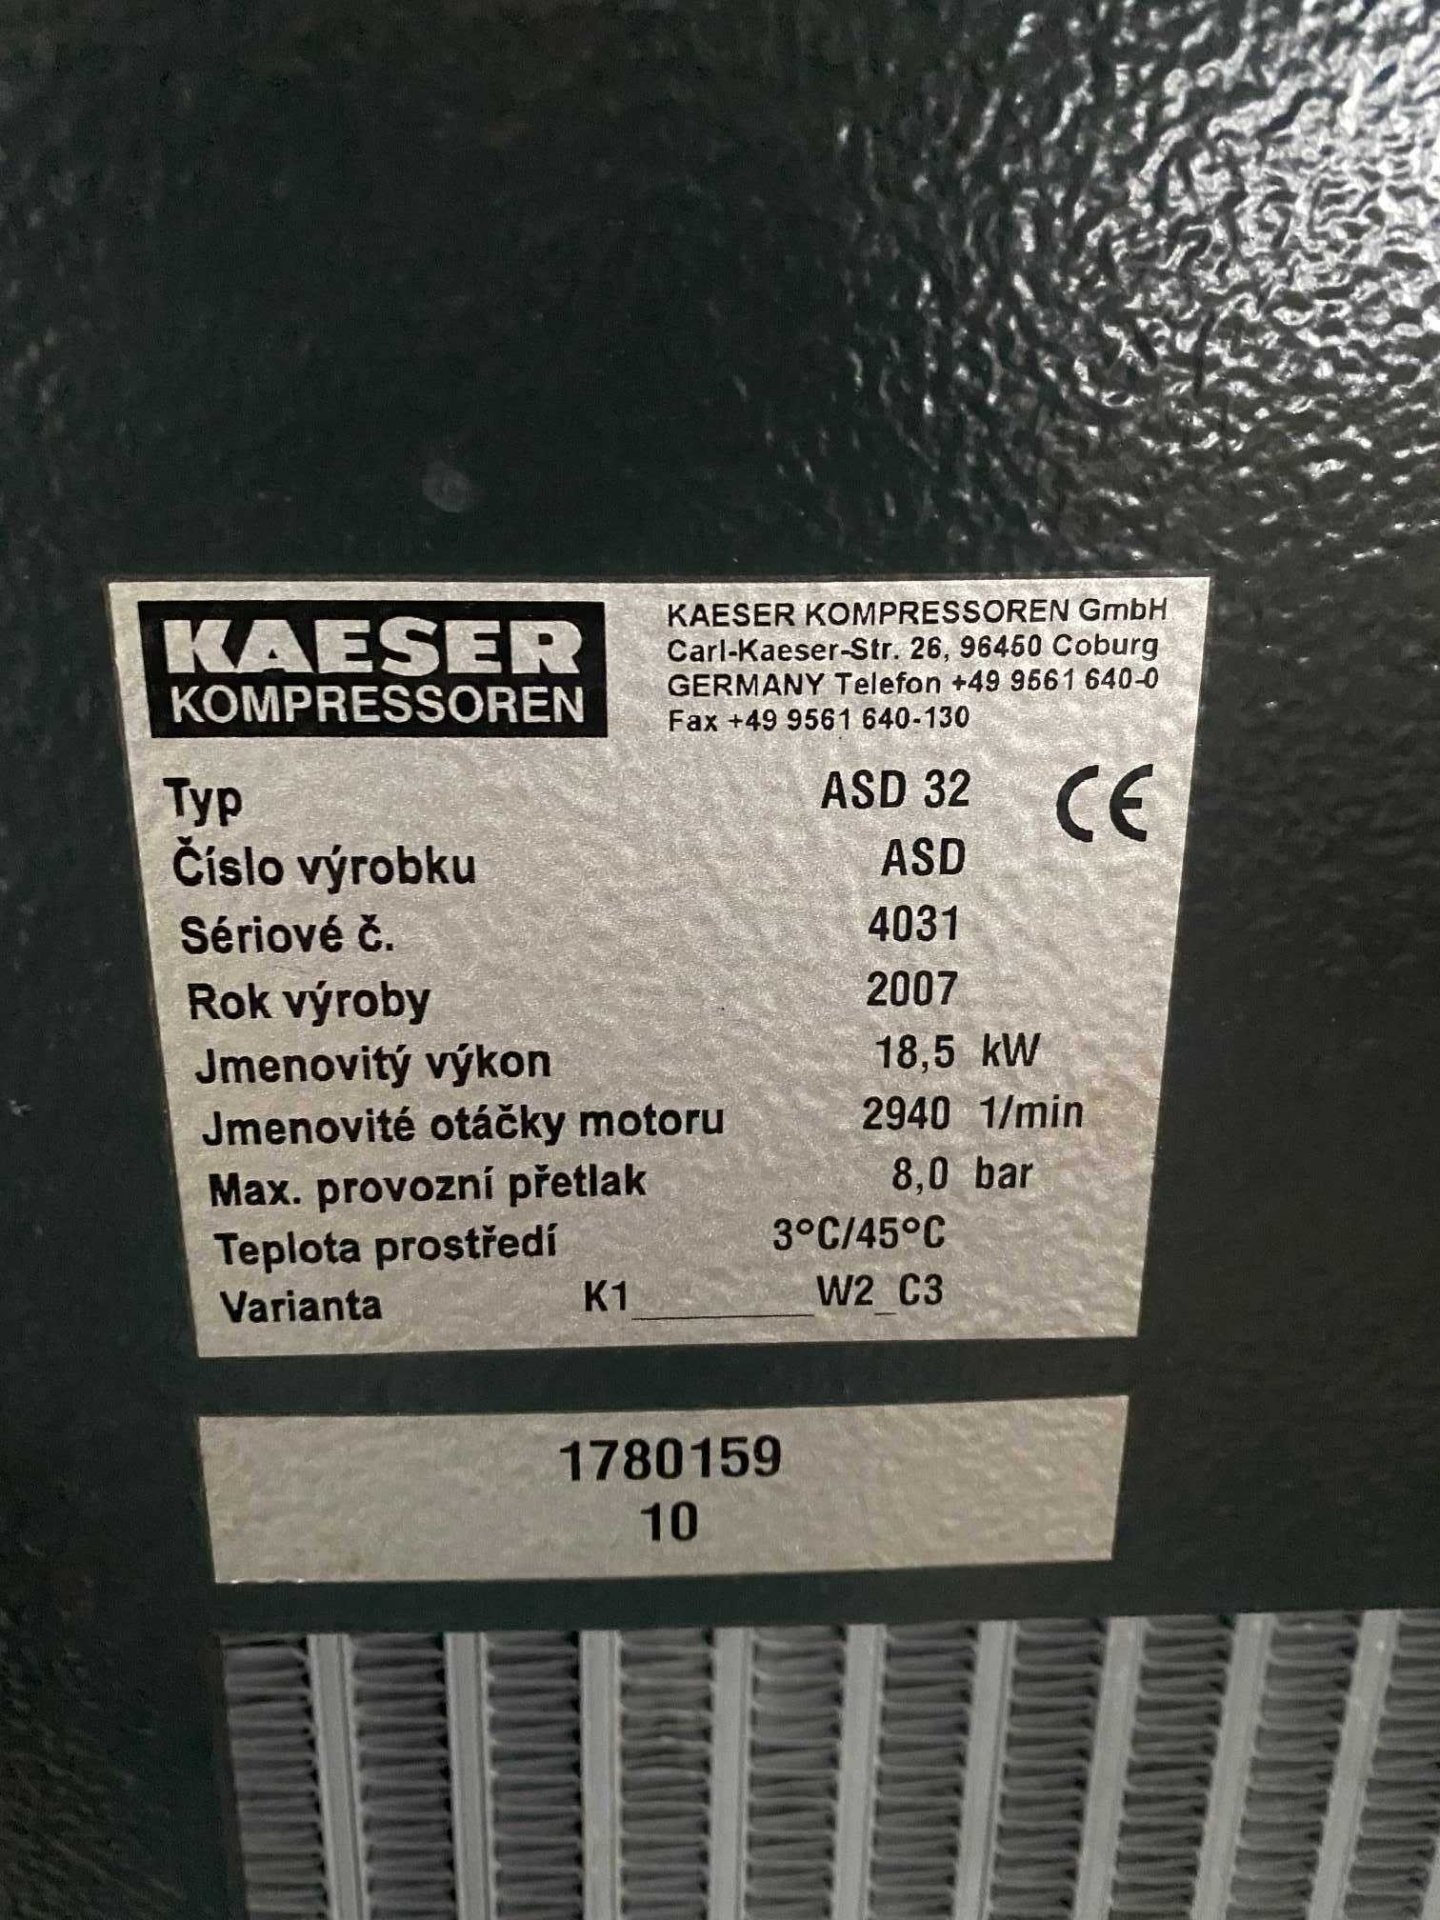 KAESER
KOMPRESSOREN
KAESER KOMPRESSOREN GmbH
Carl-Kaeser-Str. 26, 96450 Coburg
GERMANY Telefon +49 9561 640-0
Fax +49 9561 640-130
Typ ASD 32 CE
Číslo výrobku ASD
Sériové č. 4031
Rok výroby 2007
Jmenovitý výkon 18,5 kW
Jmenovité otáčky motoru 2940 1/min
Max. provozní přetlak 8,0 bar
Teplota prostředí 3°C/45°C
Varianta K1________W2_C3
1780159
10